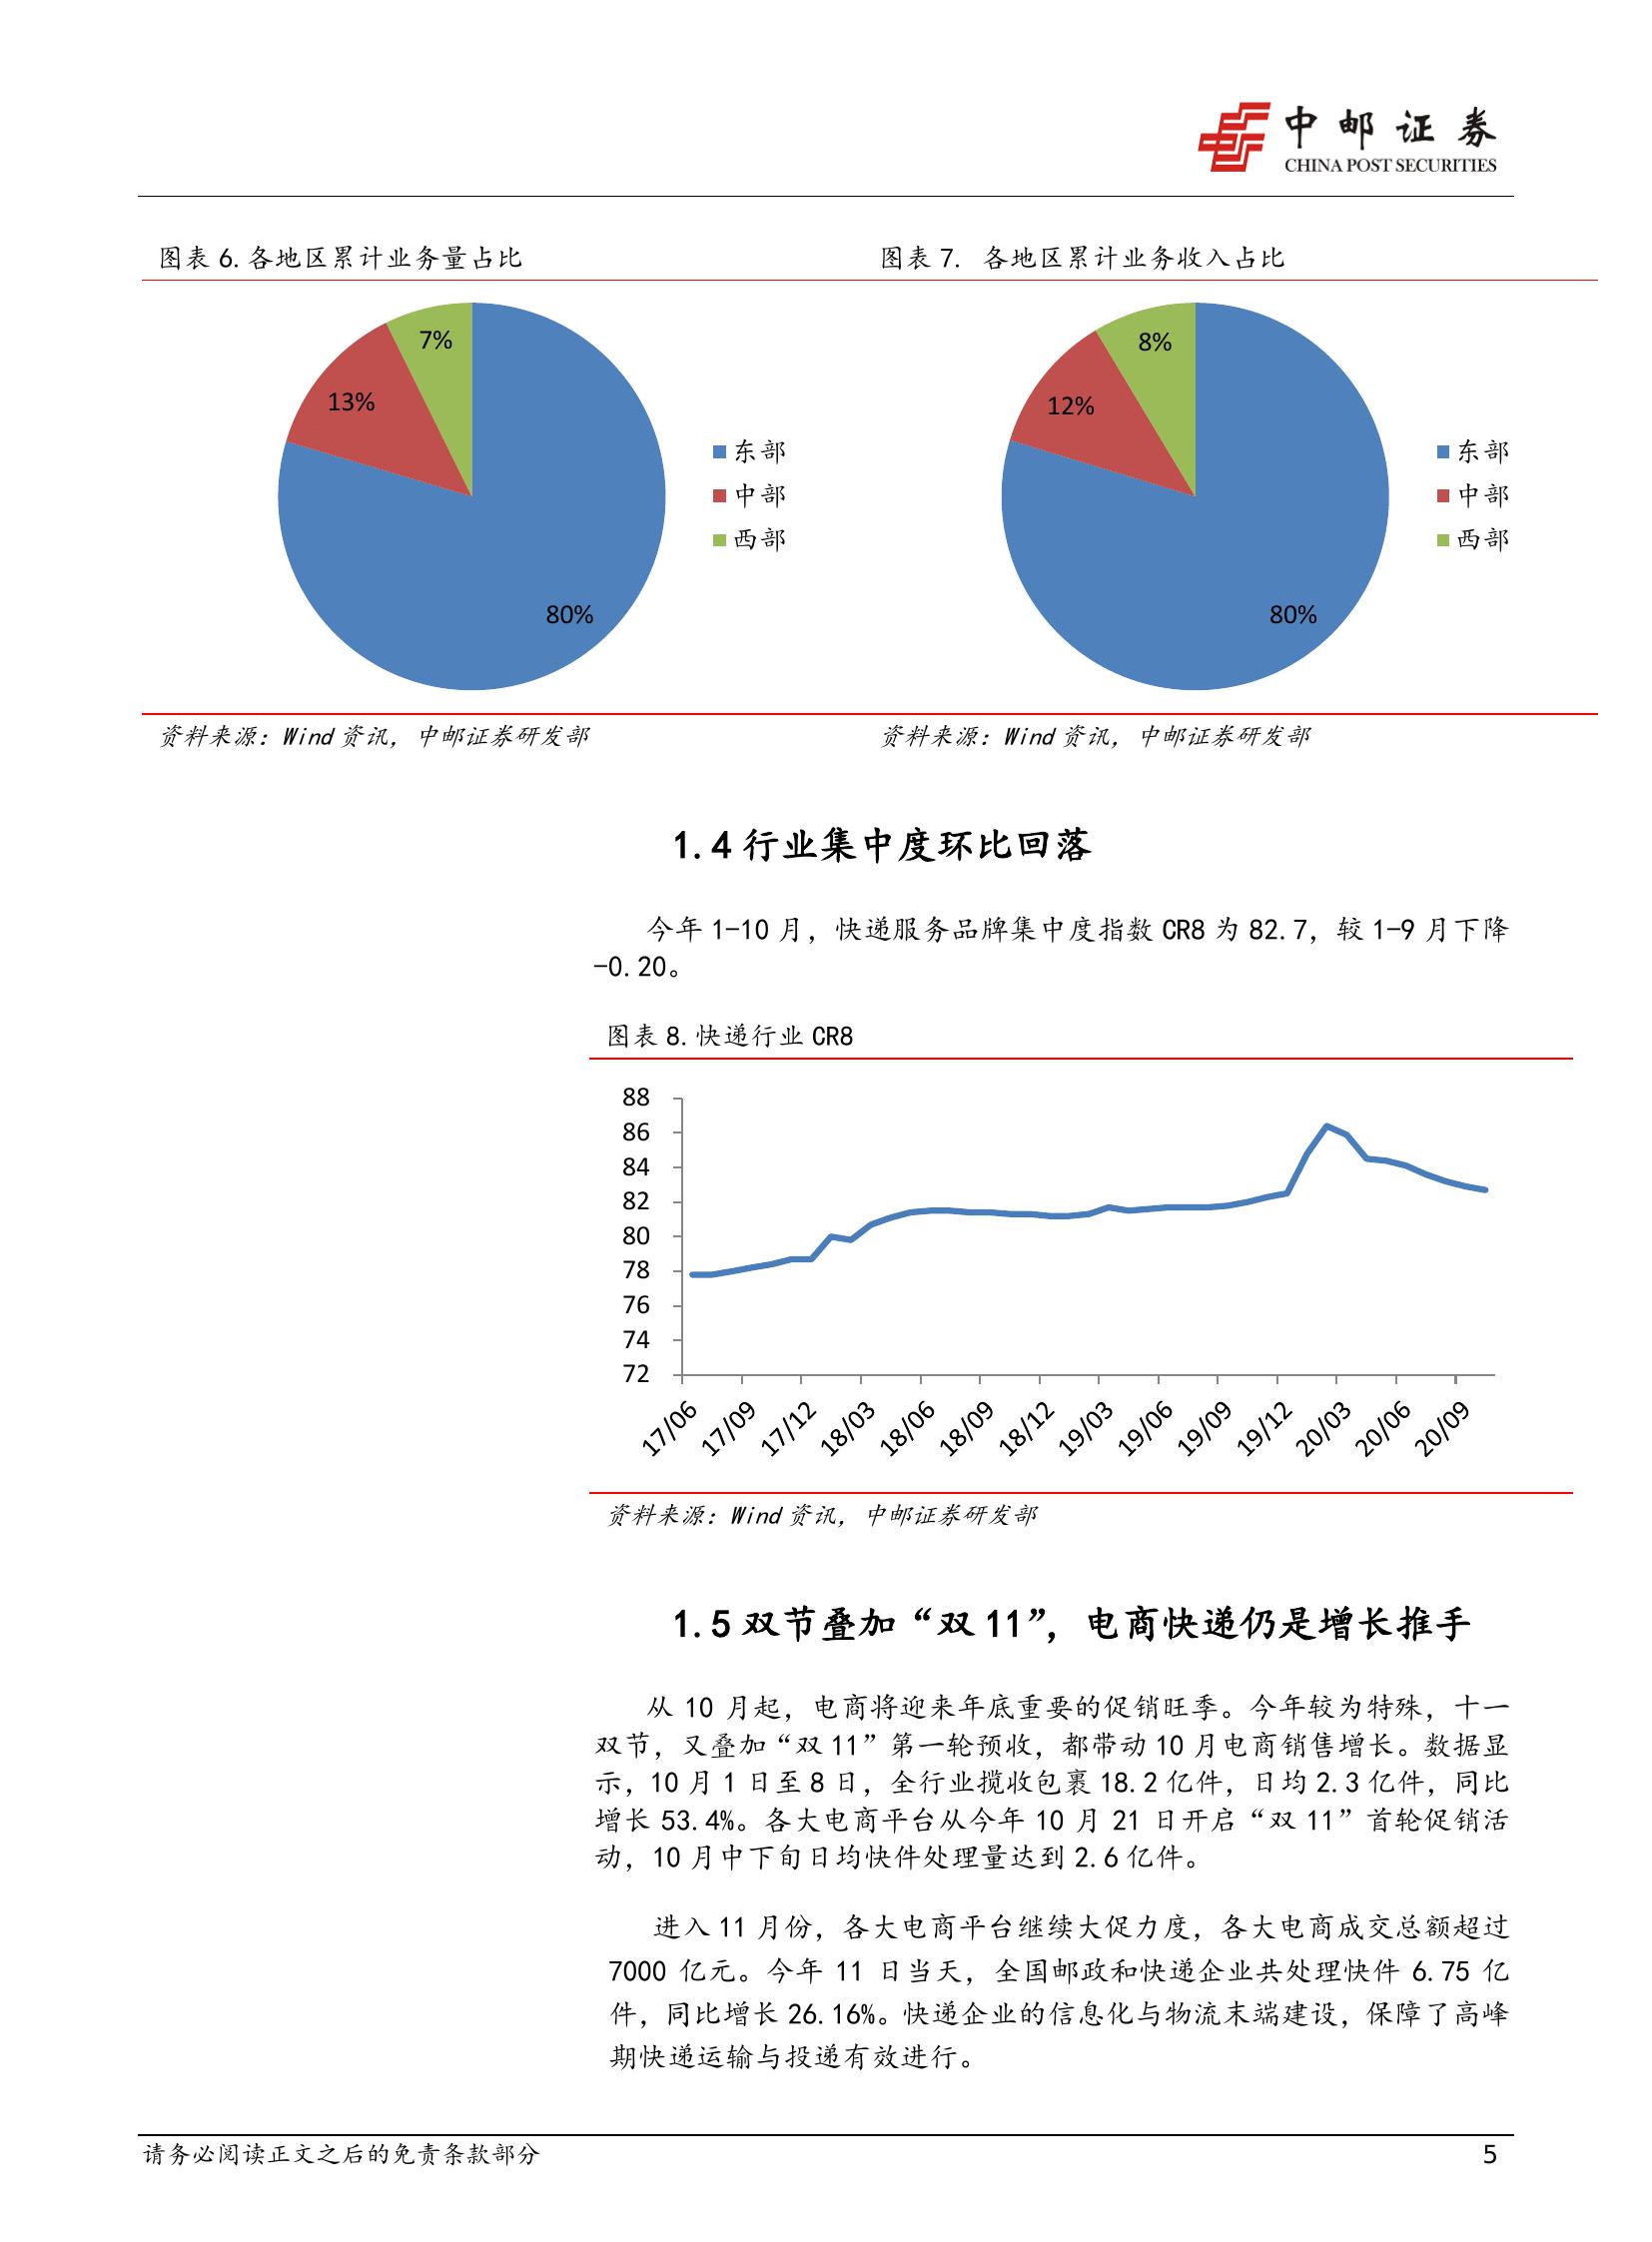 中邮证券
CHINA POST SECURITIES
图表 6.各地区累计业务量占比
7%
13%
80%
东部
中部
西部
资料来源：Wind 资讯，中邮证券研发部
图表 7. 各地区累计业务收入占比
8%
12%
80%
东部
中部
西部
资料来源：Wind 资讯，中邮证券研发部
1.4 行业集中度环比回落
今年 1-10 月，快递服务品牌集中度指数 CR8 为 82.7，较 1-9 月下降
-0.20。
图表 8.快递行业 CR8
88
86
84
82
80
78
76
74
72
17/06
17/09
17/12
18/03
18/06
18/09
18/12
19/03
19/06
19/09
19/12
20/03
20/06
20/09
资料来源：Wind 资讯，中邮证券研发部
1.5 双节叠加“双 11”，电商快递仍是增长推手
从 10 月起，电商将迎来年底重要的促销旺季。今年较为特殊，十一
双节，又叠加“双 11”第一轮预收，都带动 10 月电商销售增长。数据显
示，10 月 1 日至 8 日，全行业揽收包裹 18.2 亿件，日均 2.3 亿件，同比
增长 53.4%。各大电商平台从今年 10 月 21 日开启“双 11”首轮促销活
动，10 月中下旬日均快件处理量达到 2.6 亿件。
进入 11 月份，各大电商平台继续大促力度，各大电商成交总额超过
7000 亿元。今年 11 日当天，全国邮政和快递企业共处理快件 6.75 亿
件，同比增长 26.16%。快递企业的信息化与物流末端建设，保障了高峰
期快递运输与投递有效进行。
请务必阅读正文之后的免责条款部分
5